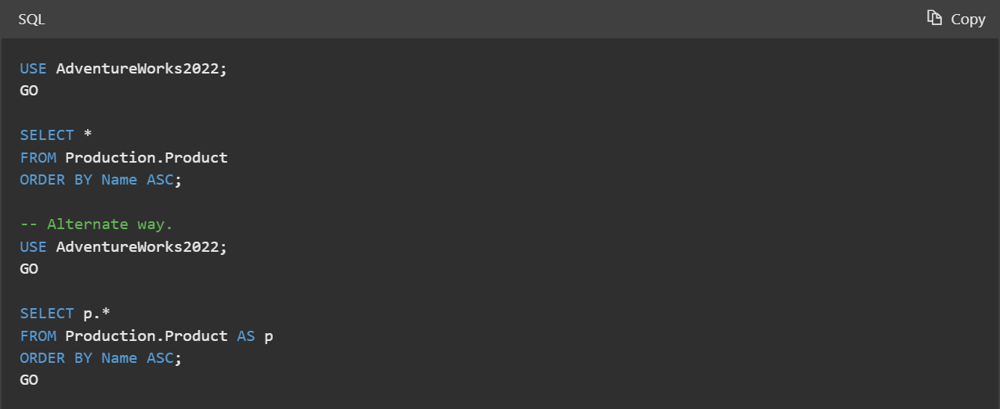 SQL
Copy
USE AdventureWorks2022;
GO
SELECT *
FROM Production.Product
ORDER BY Name ASC;
-- Alternate way.
USE AdventureWorks2022;
GO
SELECT p.*
FROM Production.Product AS p
ORDER BY Name ASC;
GO